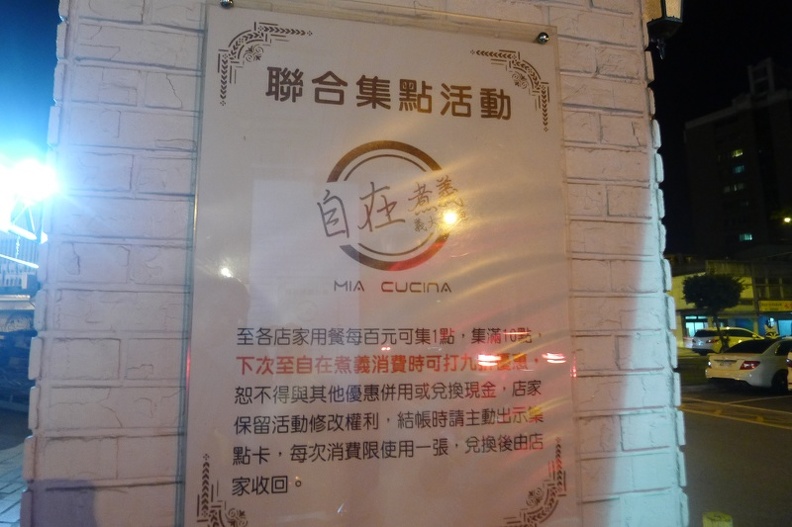 聯合集點活動
自在煮義
MIA CUCINA
至各店家用餐每百元可集1點，集滿10點，
下次至自在煮義消費時可打九折優惠，
恕不得與其他優惠併用或兌換現金，店家
保留活動修改權利，結帳時請主動出示集
點卡，每次消費限使用一張，兌換後由店
家收回。